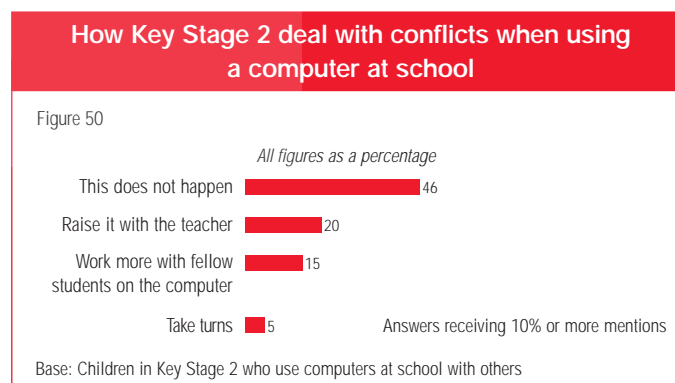 How Key Stage 2 deal with conflicts when using
a computer at school
Figure 50
All figures as a percentage
This does not happen 46
Raise it with the teacher 20
Work more with fellow
students on the computer 15
Take turns 5 Answers receiving 10% or more mentions
Base: Children in Key Stage 2 who use computers at school with others